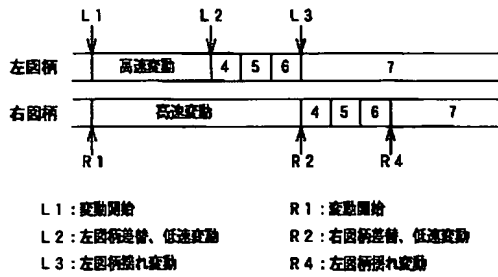 L1 L2 L3
左図柄 高速変動 4 5 6 7
右図柄 高速変動 4 5 6 7
R1 R2 R4
L1:変動開始 R1:変動開始
L2:左図柄差替、低速変動 R2:右図柄差替、低速変動
L3:左図柄揺れ変動 R4:左図柄揺れ変動